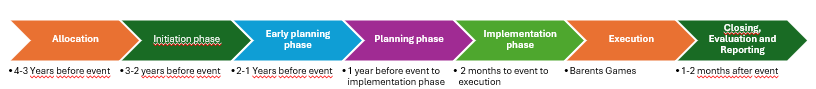 Allocation
Initiation phase
Early planning
phase
Planning phase
Implementation
phase
Execution
Closing,
Evaluation and
Reporting
•4-3 Years before event
•3-2 years before event
•2-1 Years before event
•1 year before event to
implementation phase
• 2 months to event to
execution
•Barents Games
•1-2 months after event